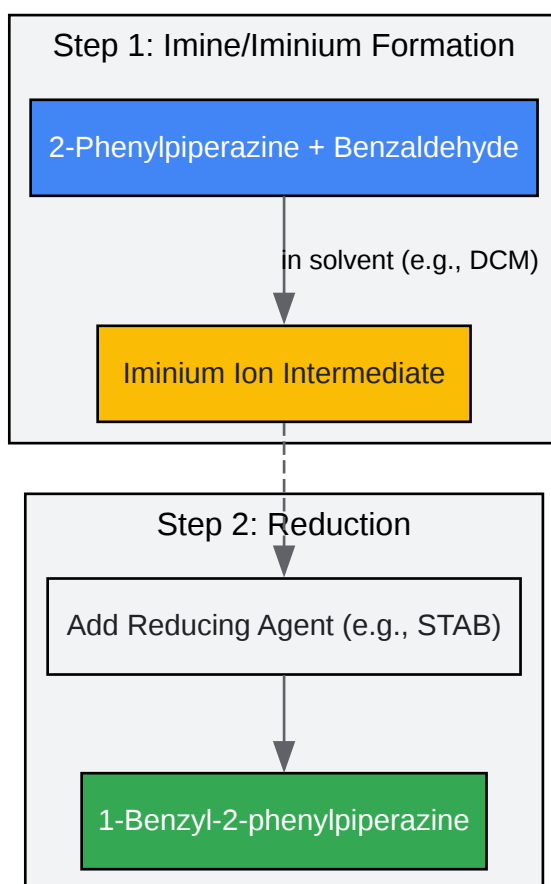 Step 1: Imine/Iminium Formation
2-Phenylpiperazine + Benzaldehyde
in solvent (e.g., DCM)
Iminium Ion Intermediate
Step 2: Reduction
Add Reducing Agent (e.g., STAB)
1-Benzyl-2-phenylpiperazine